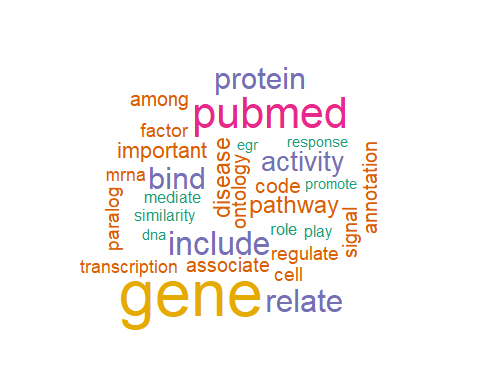 protein
among
pubmed
factor
egr
response
important
disease
activity
annotation
mrna
bind
ontology
code
promote
mediate
paralog
similarity
pathway
signal
dna
include
role
play
transcription
associate
regulate
cell
gene
relate